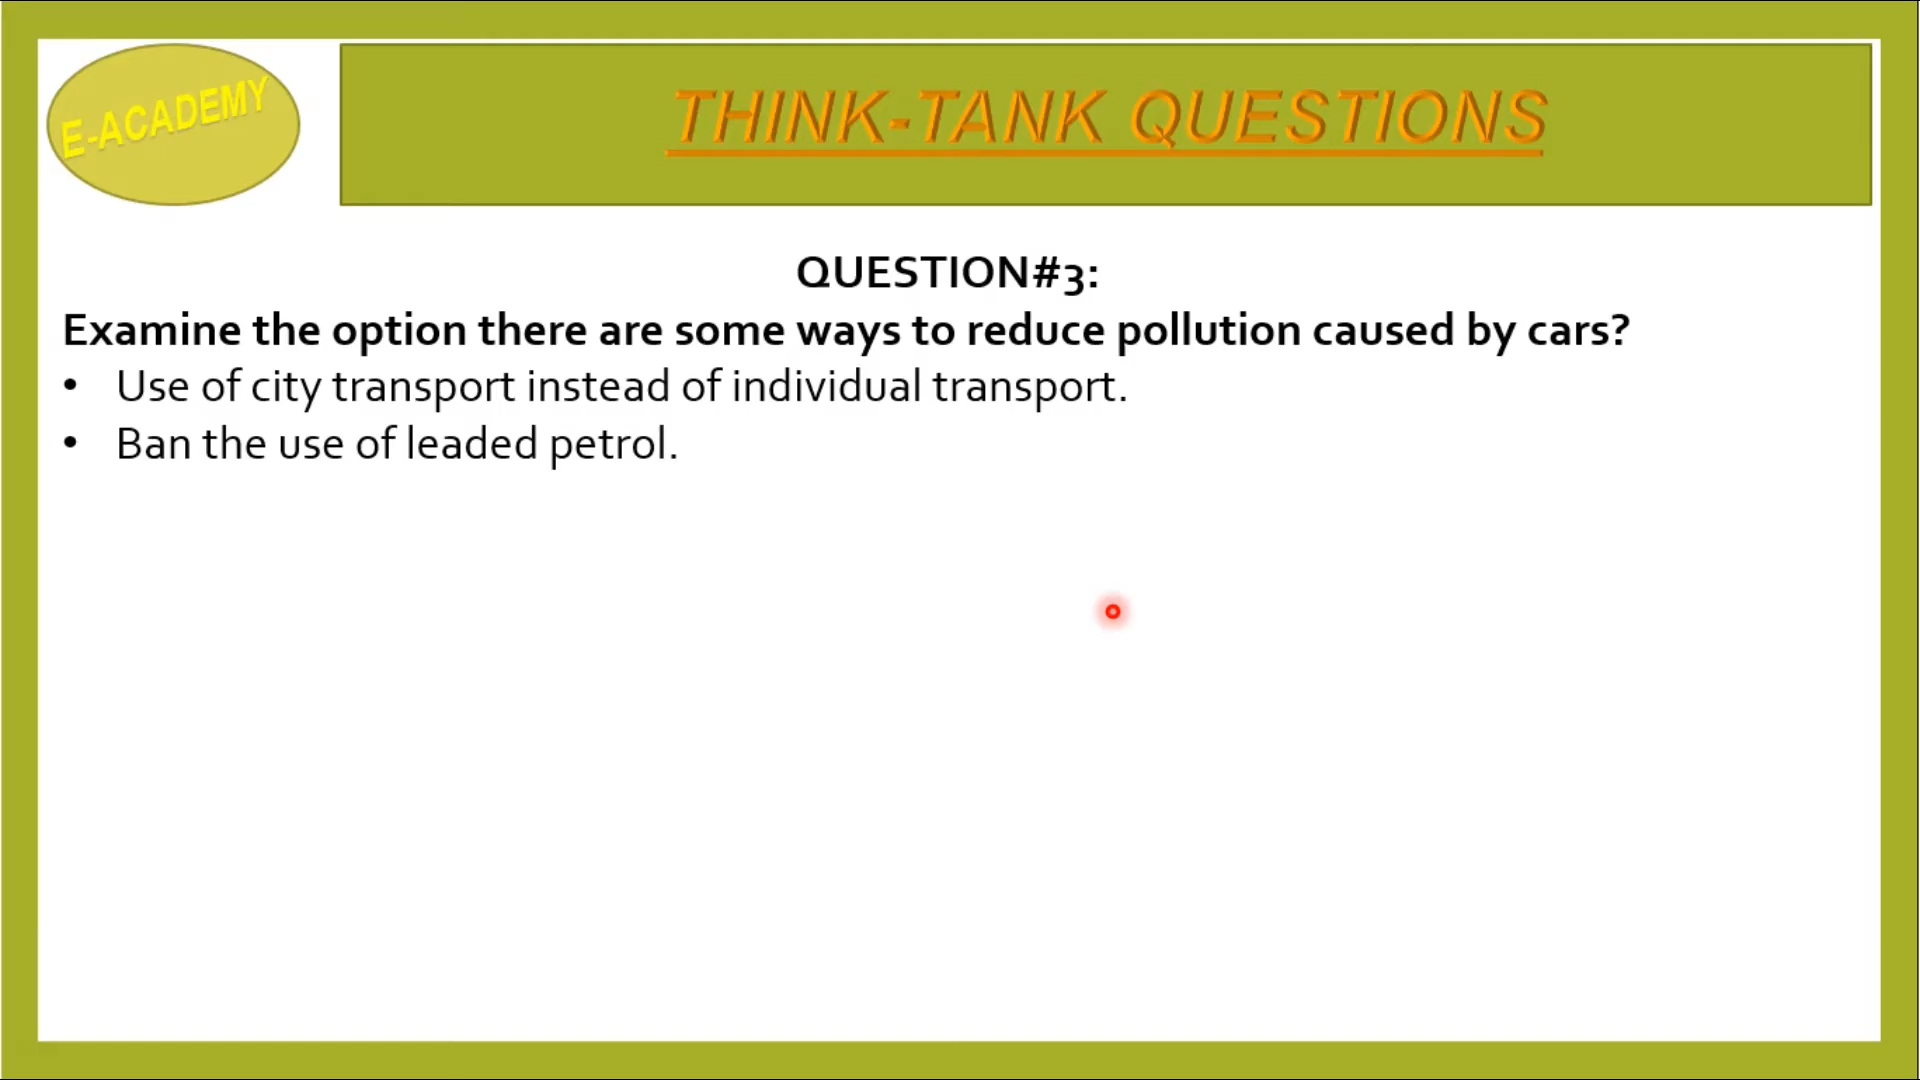 E-ACADEMY
THINK-TANK QUESTIONS
QUESTION#3:
Examine the option there are some ways to reduce pollution caused by cars?
• Use of city transport instead of individual transport.
• Ban the use of leaded petrol.